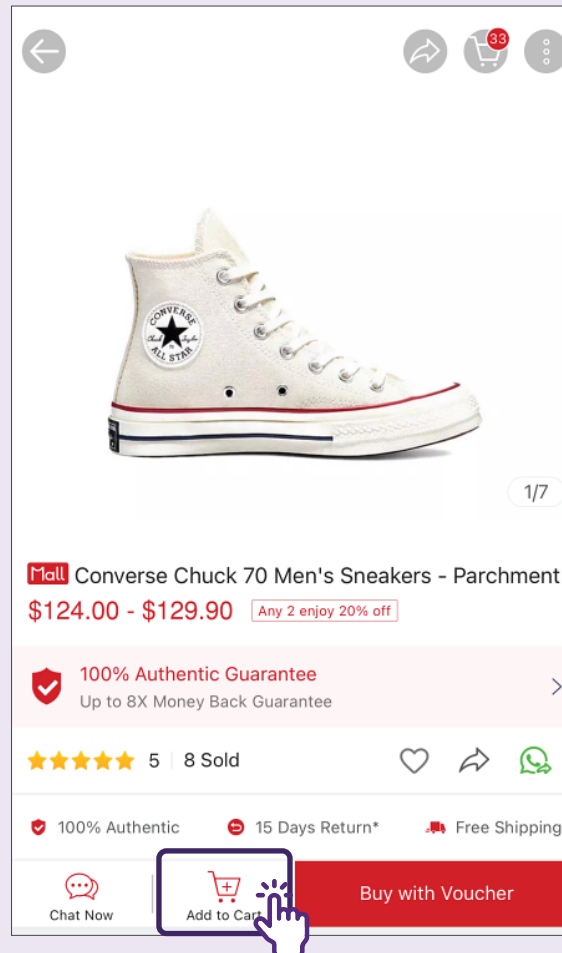 33
CONVERSE
Chuck Taylor
ALL STAR
1/7
Mall Converse Chuck 70 Men's Sneakers - Parchment
$124.00 - $129.90 Any 2 enjoy 20% off
100% Authentic Guarantee
Up to 8X Money Back Guarantee
5 8 Sold
100% Authentic 15 Days Return* Free Shipping
Chat Now Add to Cart Buy with Voucher